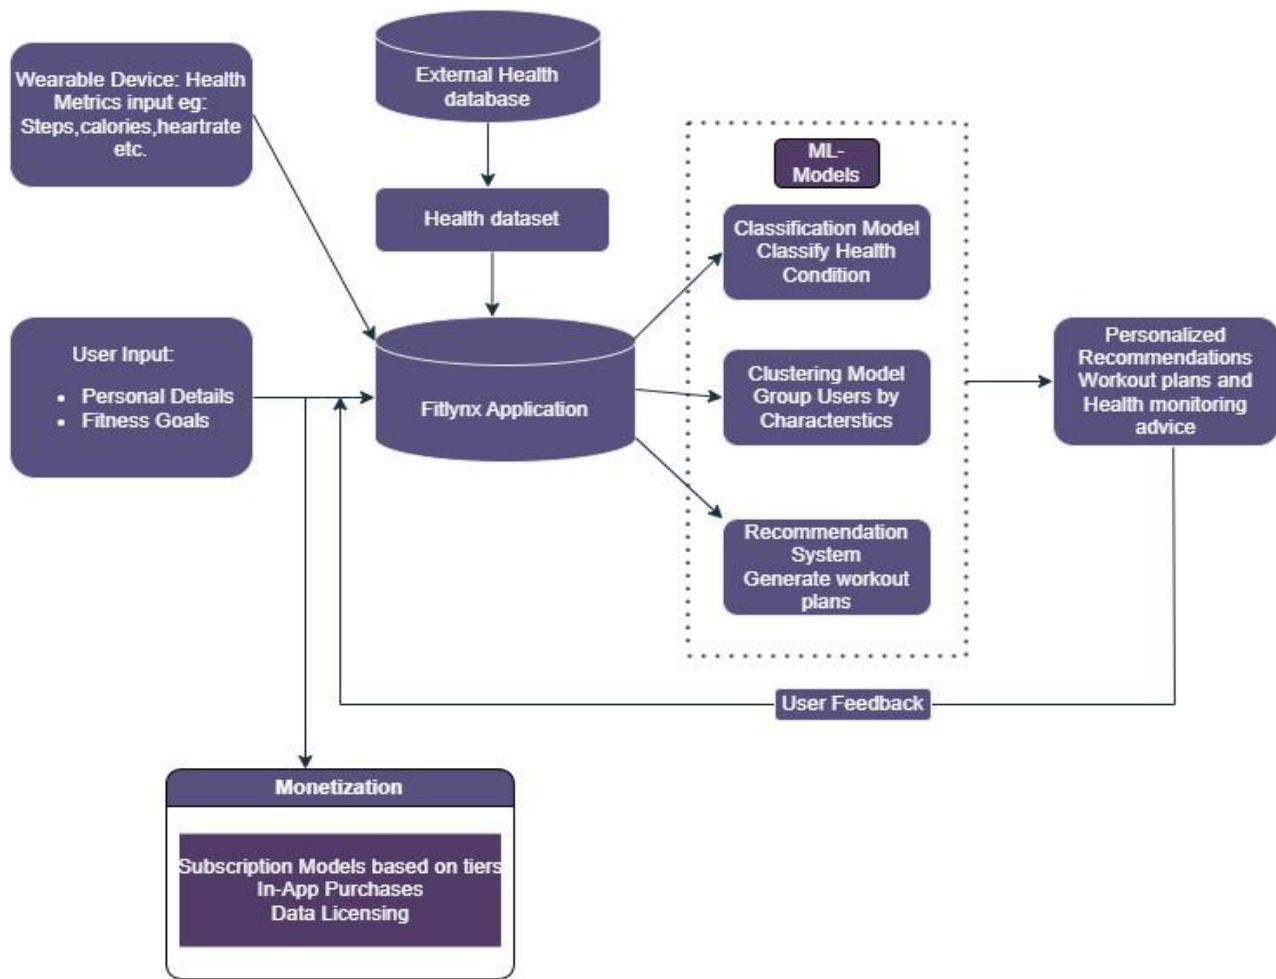 Wearable Device: Health
Metrics input eg:
Steps,calories,heartrate
etc.
External Health
database
Health dataset
User Input:
• Personal Details
• Fitness Goals
Fitlynx Application
ML-
Models
Classification Model
Classify Health
Condition
Clustering Model
Group Users by
Characterstics
Recommendation
System
Generate workout
plans
Personalized
Recommendations
Workout plans and
Health monitoring
advice
User Feedback
Monetization
Subscription Models based on tiers
In-App Purchases
Data Licensing